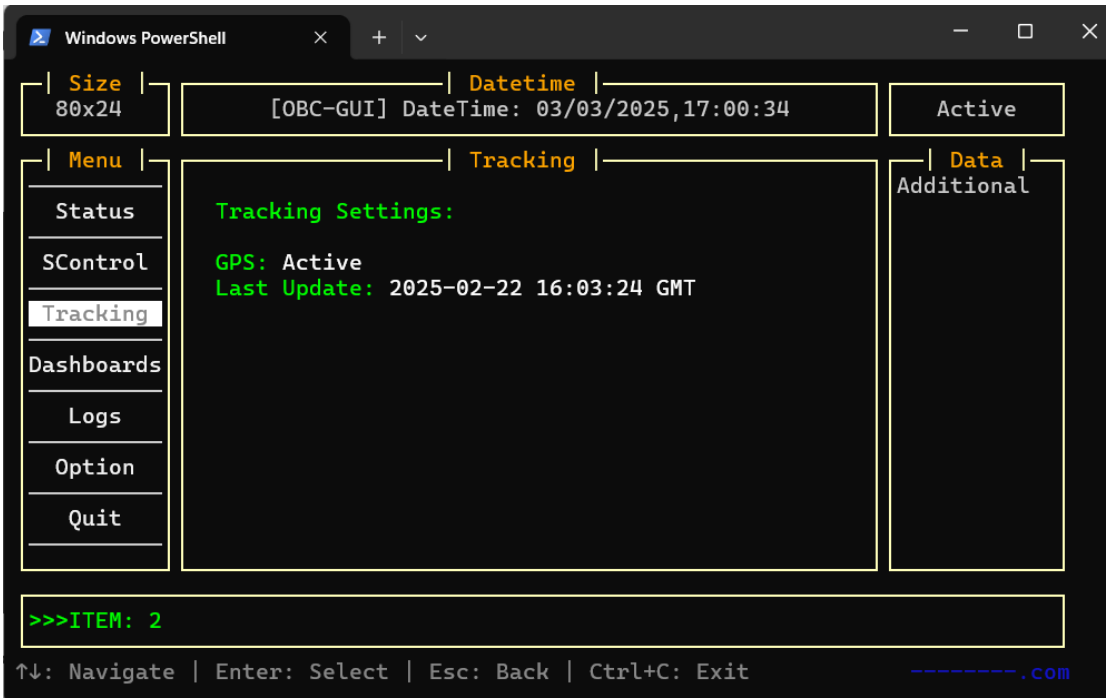 Windows PowerShell
Size
Datetime
80x24
[OBC-GUI] DateTime: 03/03/2025,17:00:34
Active
Menu
Tracking
Data
Additional
Status
Tracking Settings:
SControl
GPS: Active
Last Update: 2025-02-22 16:03:24 GMT
Tracking
Dashboards
Logs
Option
Quit
>>>ITEM: 2
↑↓: Navigate | Enter: Select | Esc: Back | Ctrl+C: Exit
--------.com